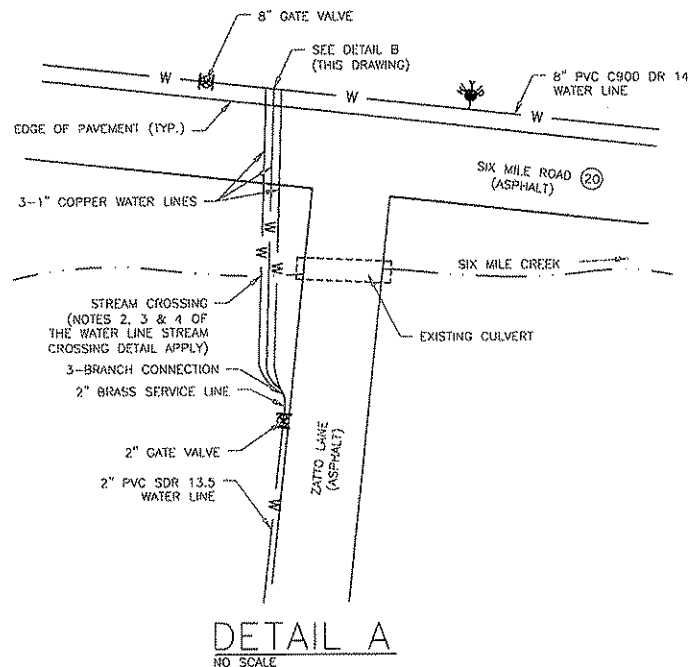 8" GATE VALVE
SEE DETAIL B
(THIS DRAWING)
8" PVC C900 DR 14
WATER LINE
W
W
W
EDGE OF PAVEMENT (TYP.)
SIX MILE ROAD 20
(ASPHALT)
3-1" COPPER WATER LINES
W
W
W
SIX MILE CREEK
STREAM CROSSING
(NOTES 2, 3 & 4 OF
THE WATER LINE STREAM
CROSSING DETAIL APPLY)
EXISTING CULVERT
3-BRANCH CONNECTION
2" BRASS SERVICE LINE
2" GATE VALVE
ZATTO LANE
(ASPHALT)
2" PVC SDR 13.5
WATER LINE
W
DETAIL A
NO SCALE